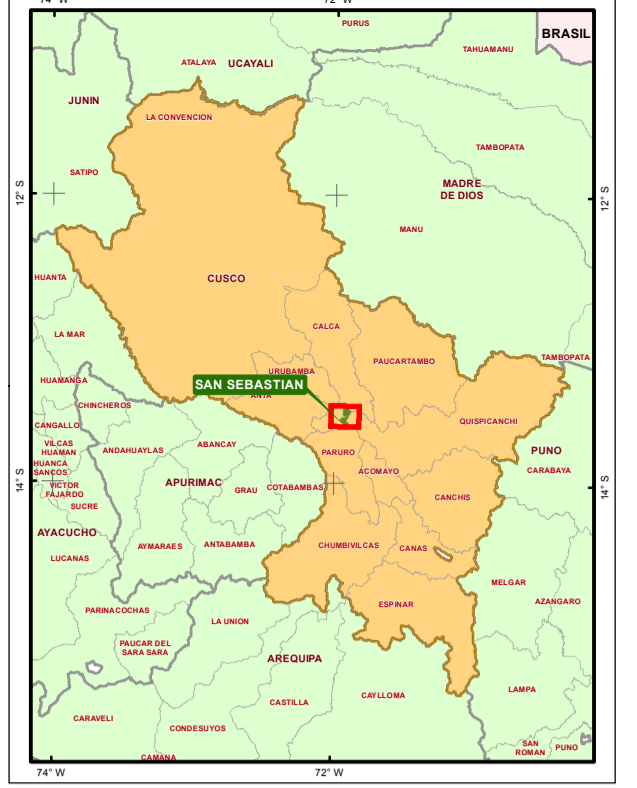 74° W
72° W
PURUS
BRASIL
TAHUAMANU
ATALAYA
UCAYALI
JUNIN
LA CONVENCION
TAMBOPATA
SATIPO
MADRE
DE DIOS
12° S
12° S
MANU
HUANTA
CUSCO
CALCA
LA MAR
PAUCARTAMBO
TAMBOPATA
URUBAMBA
HUAMANGA
SAN SEBASTIAN
ANTA
CHINCHEROS
CANGALLO
QUISPICANCHI
VILCAS
HUAMAN
ANDAHUAYLAS
ABANCAY
PARURO
PUNO
HUANCA
SANCOS
ACOMAYO
CARABAYA
14° S
14° S
APURIMAC
GRAU
COTABAMBAS
VICTOR
FAJARDO
CANCHIS
SUCRE
AYACUCHO
AYMARAES
ANTABAMBA
CHUMBIVILCAS
CANAS
LUCANAS
MELGAR
AZANGARO
ESPINAR
PARINACOCHAS
LA UNION
PAUCAR DEL
SARA SARA
AREQUIPA
LAMPA
CAYLLOMA
CASTILLA
CARAVELI
CONDESUYOS
SAN
ROMAN
PUNO
CAMANA
74° W
72° W